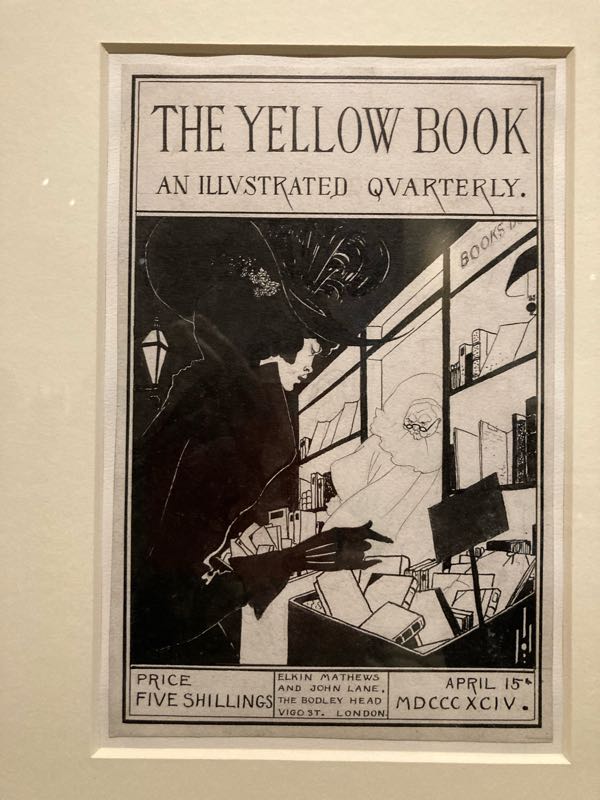 THE YELLOW BOOK
AN ILLVSTRATED QVARTERLY.
BOOKS
PRICE
FIVE SHILLINGS
ELKIN MATHEWS
AND JOHN LANE,
THE BODLEY HEAD
VIGO ST. LONDON.
APRIL 15th
MDCCCXCIV.